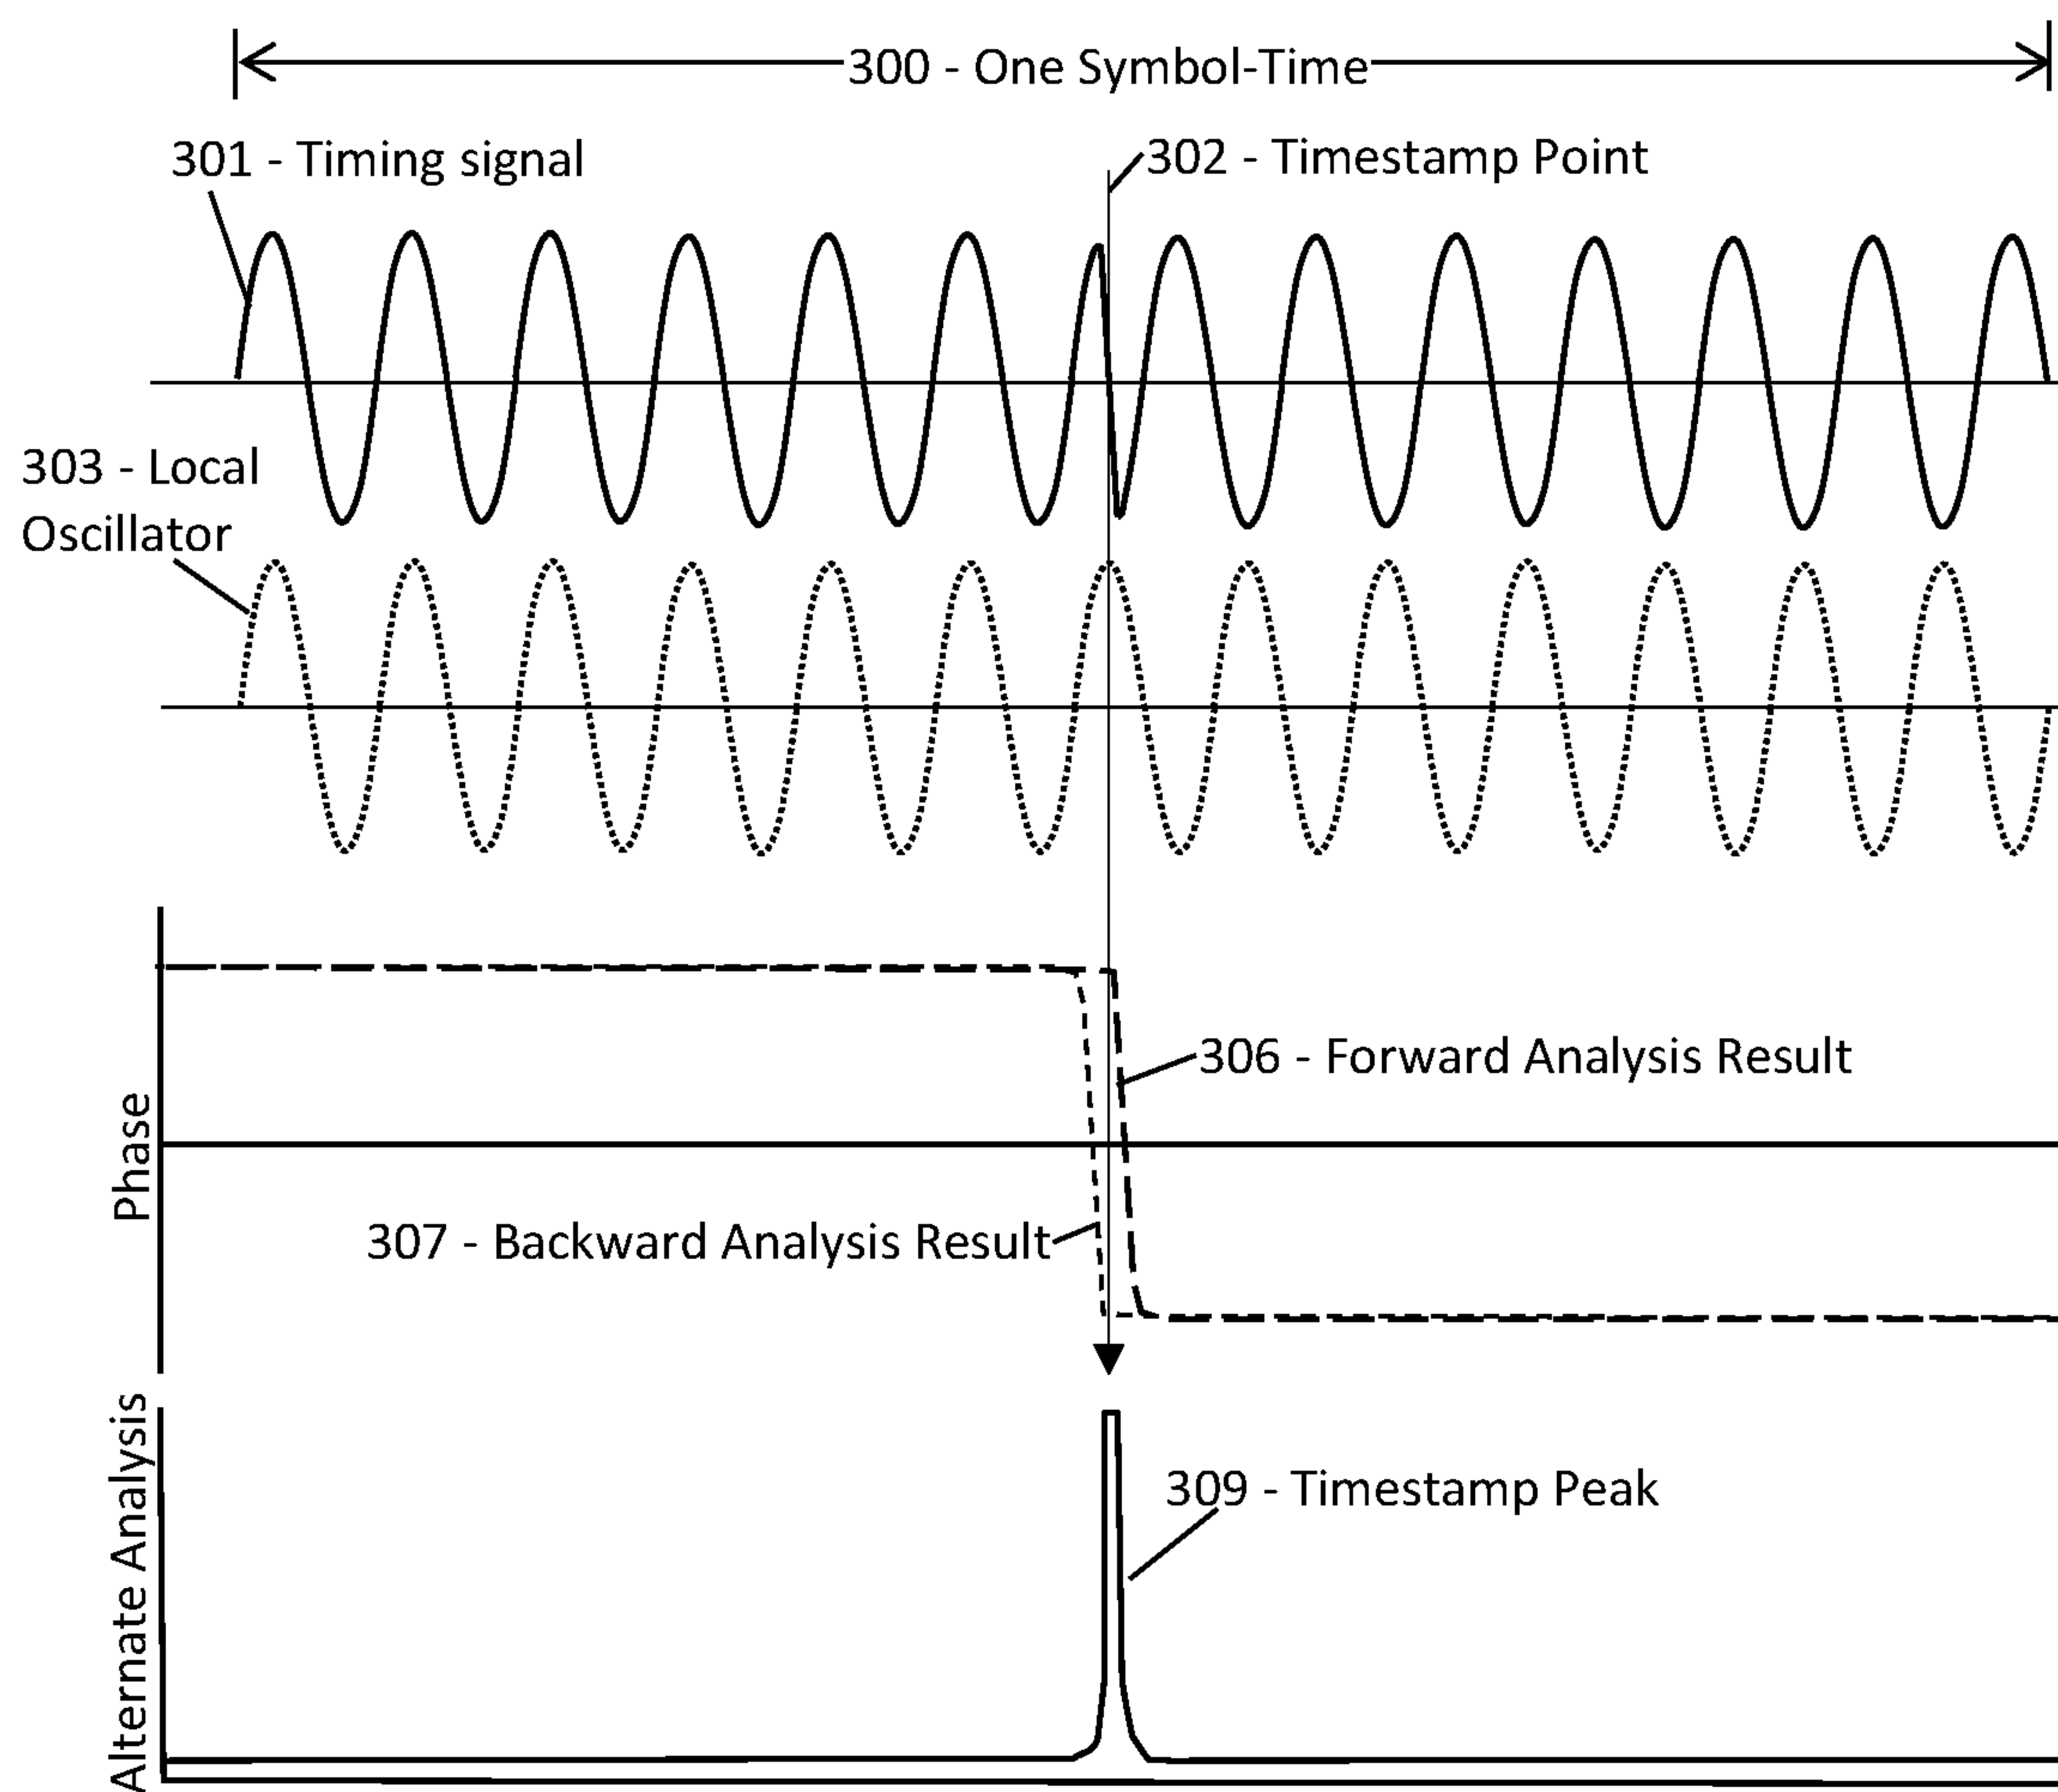 300 - One Symbol-Time
301 - Timing signal
302 - Timestamp Point
303 - Local
Oscillator
Phase
306 - Forward Analysis Result
307 - Backward Analysis Result
Alternate Analysis
309 - Timestamp Peak